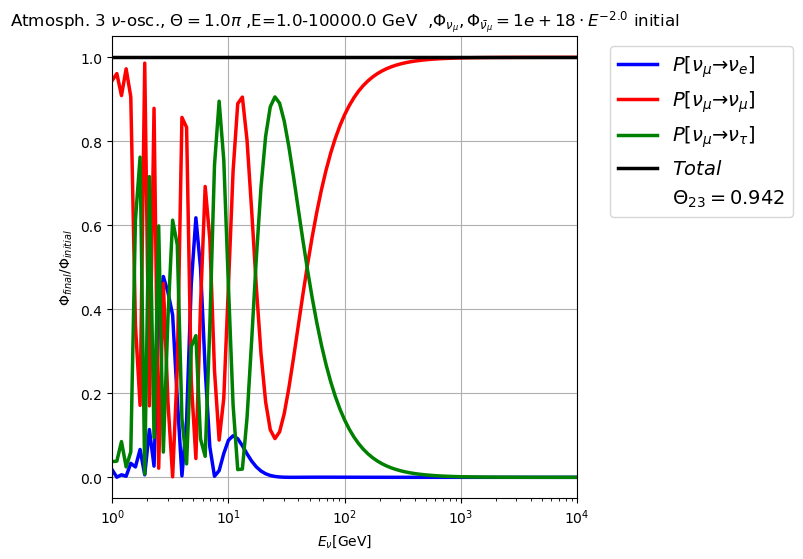 Atmosph. 3 ν-osc., Θ = 1.0π ,E=1.0-10000.0 GeV ,Φ_{ν_μ}, Φ_{ν̄_μ} = 1e + 18 · E^{−2.0} initial
P[ν_μ→ν_e]
P[ν_μ→ν_μ]
P[ν_μ→ν_τ]
Total
Θ_{23} = 0.942
Φ_{final}/Φ_{initial}
1.0
0.8
0.6
0.4
0.2
0.0
10^0
10^1
10^2
10^3
10^4
E_ν[GeV]